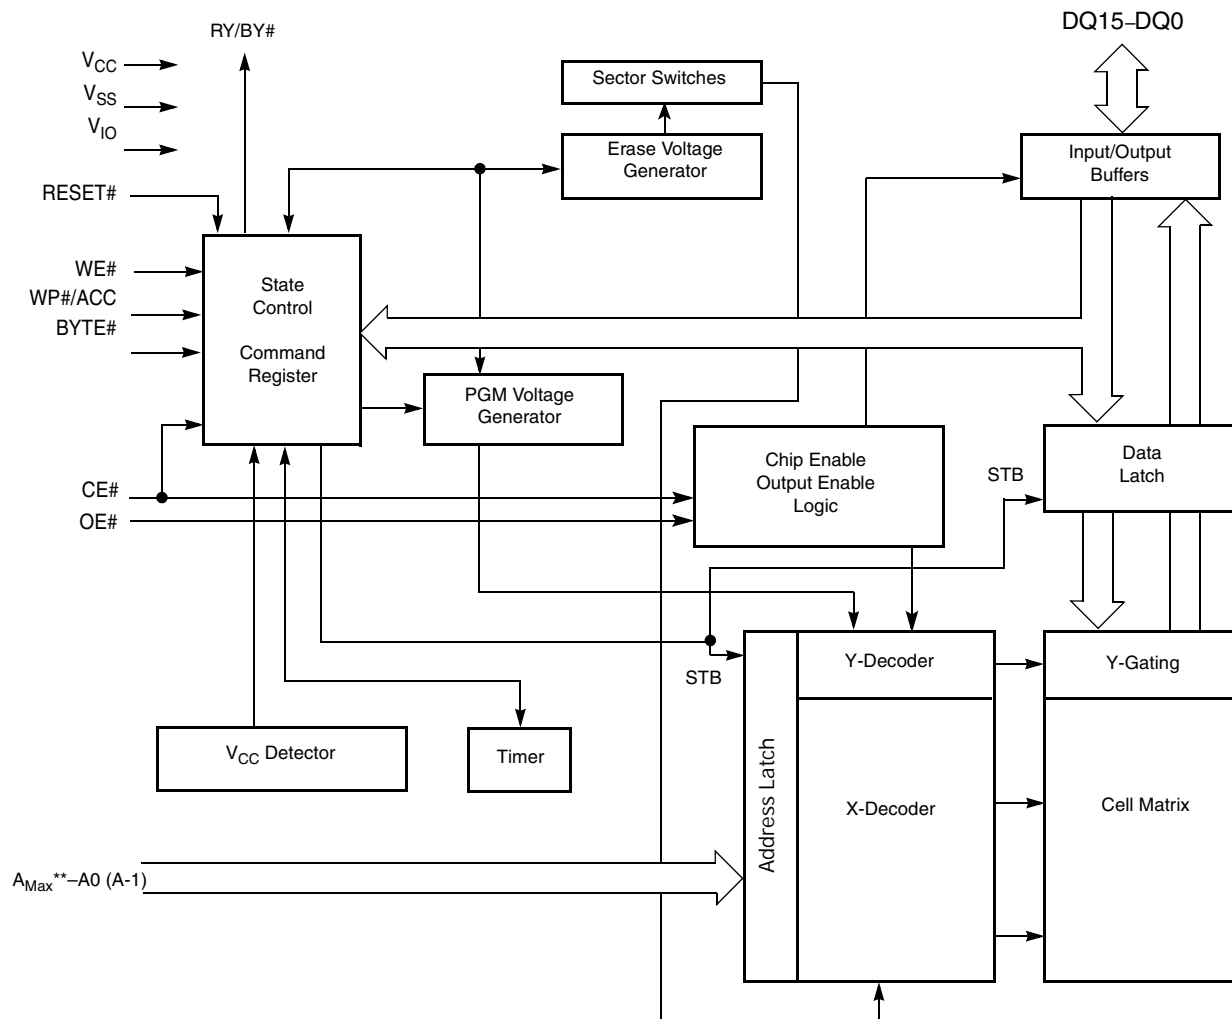 RY/BY#
DQ15–DQ0
VCC
VSS
VIO
Sector Switches
Erase Voltage
Generator
Input/Output
Buffers
RESET#
WE#
WP#/ACC
BYTE#
State
Control
Command
Register
PGM Voltage
Generator
Chip Enable
Output Enable
Logic
Data
Latch
STB
CE#
OE#
STB
Y-Decoder
Y-Gating
VCC Detector
Timer
Address Latch
X-Decoder
Cell Matrix
AMax**–A0 (A-1)